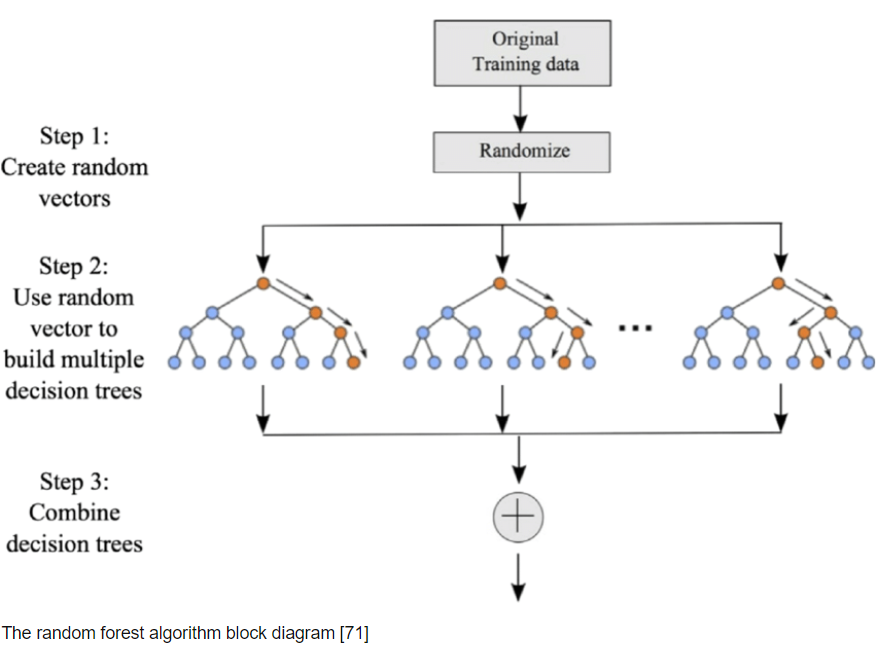 Original
Training data
Randomize
Step 1:
Create random
vectors
Step 2:
Use random
vector to
build multiple
decision trees
Step 3:
Combine
decision trees
The random forest algorithm block diagram [71]